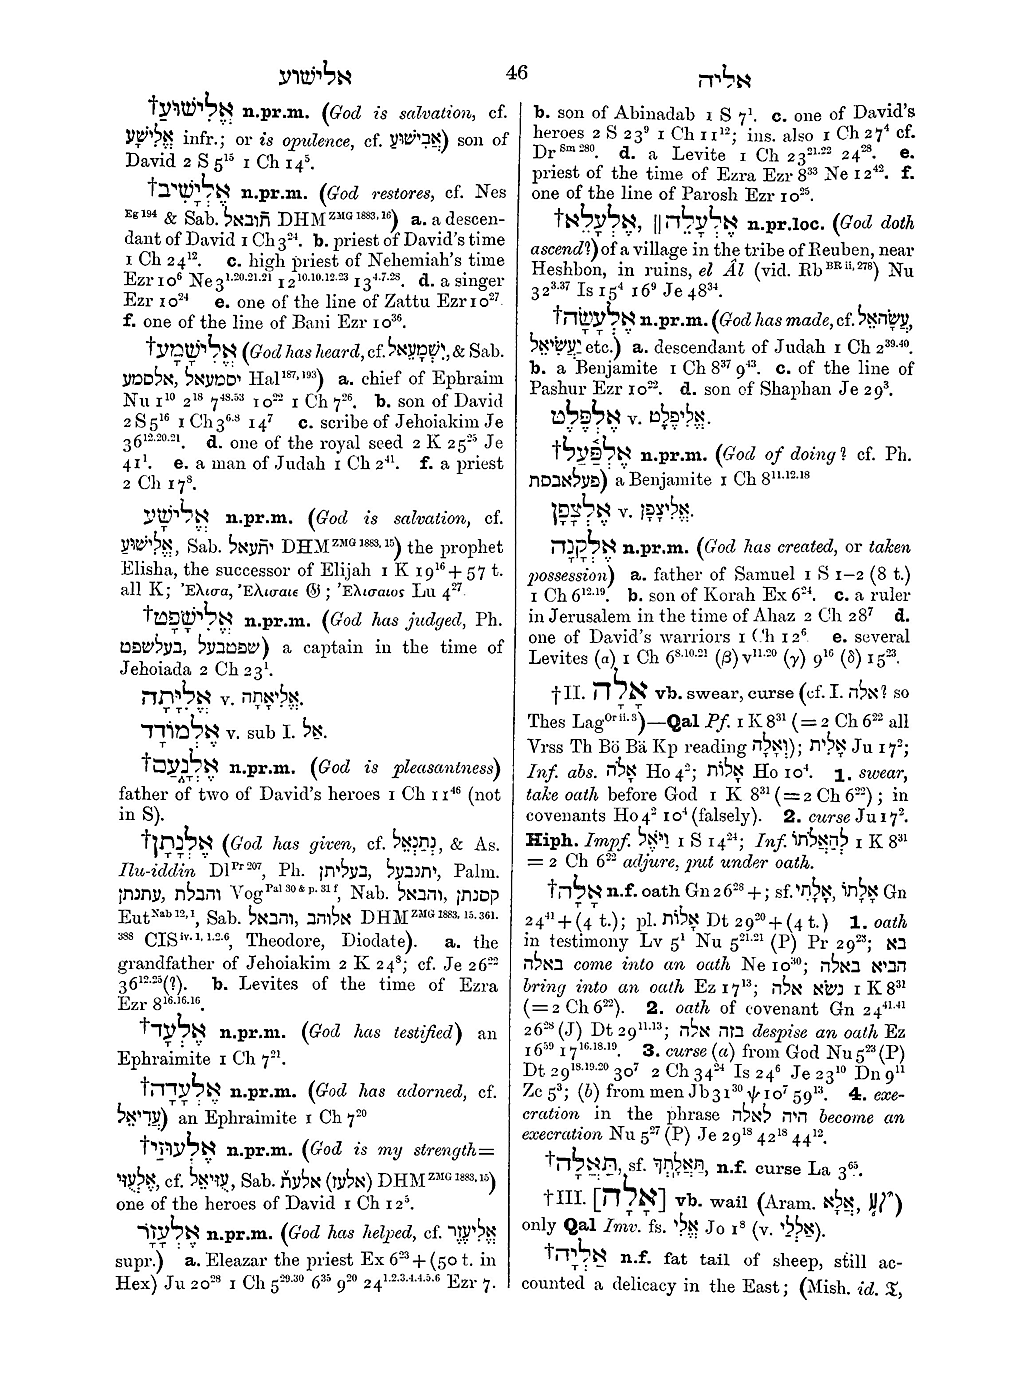 אלישוע 46 אליה
†אֱלִישׁוּעַ n.pr.m. (God is salvation, cf.
אֱלִישָׁע infr.; or is opulence, cf. אֲבִישׁוּעַ) son of
David 2 S 5¹⁵ 1 Ch 14⁵.
†אֶלְיָשִׁיב n.pr.m. (God restores, cf. Nes
Eg 194 & Sab. DHM ZMG 1883, 16) a. a descen-
dant of David 1 Ch 3²⁴. b. priest of David's time
1 Ch 24¹². c. high priest of Nehemiah's time
Ezr 10⁶ Ne 3¹·²⁰·²¹·²¹ 12¹⁰·¹⁰·¹²·²³ 13⁴·⁷·²⁸. d. a singer
Ezr 10²⁴ e. one of the line of Zattu Ezr 10²⁷.
f. one of the line of Bani Ezr 10³⁶.
†אֱלִישָׁמָע (God has heard, cf. יִשְׁמָעֵאל, & Sab.
אלסמע, יסמעאל Hal 187, 193) a. chief of Ephraim
Nu 1¹⁰ 2¹⁸ 7⁴⁸·⁵³ 10²² 1 Ch 7²⁶. b. son of David
2 S 5¹⁶ 1 Ch 3⁶·⁸ 14⁷ c. scribe of Jehoiakim Je
36¹²·²⁰·²¹. d. one of the royal seed 2 K 25²⁵ Je
41¹. e. a man of Judah 1 Ch 2⁴¹. f. a priest
2 Ch 17⁸.
אֱלִישָׁע n.pr.m. (God is salvation, cf.
אֱלִישׁוּעַ, Sab. DHM ZMG 1883, 15) the prophet
Elisha, the successor of Elijah 1 K 19¹⁶ + 57 t.
all K; Ἐλισα, Ἐλισαιε 𝔊; Ἐλισαιος Lu 4²⁷.
†אֱלִישָׁפָט n.pr.m. (God has judged, Ph.
שפטבעל, בעלשפט) a captain in the time of
Jehoiada 2 Ch 23¹.
אֱלִיָתָה v. אֱלִיאָתָה.
אַלְמוֹדָד v. sub I. אל.
†אֶלְנַעַם n.pr.m. (God is pleasantness)
father of two of David's heroes 1 Ch 11⁴⁶ (not
in S).
†אֶלְנָתָן (God has given, cf. נְתַנְאֵל, & As.
Ilu-iddin Dl Pr 207, Ph. יתנבעל, בעליתן, Palm.
והבלת, עתנתן Vog Pal 30 & p. 31 f, Nab. קסנתן, והבאל
Eut Nab 12, 1, Sab. אלוהב, והבאל DHM ZMG 1883, 15. 361.
388 CIS iv. 1, 1.2.6, Theodore, Diodate). a. the
grandfather of Jehoiakim 2 K 24⁸; cf. Je 26²²
36¹²·²⁵(?). b. Levites of the time of Ezra
Ezr 8¹⁶·¹⁶·¹⁶.
†אֶלְעָד n.pr.m. (God has testified) an
Ephraimite 1 Ch 7²¹.
†אֶלְעָדָה n.pr.m. (God has adorned, cf.
עֲדִיאֵל) an Ephraimite 1 Ch 7²⁰
†אֶלְעוּזַי n.pr.m. (God is my strength=
cf. עֻזִּיאֵל, Sab. DHM ZMG 1883, 15)
one of the heroes of David 1 Ch 12⁵.
אֶלְעָזָר n.pr.m. (God has helped, cf. אֱלִיעֶזֶר
supr.) a. Eleazar the priest Ex 6²³ + (50 t. in
Hex) Ju 20²⁸ 1 Ch 5²⁹·³⁰ 6³⁵ 9²⁰ 24¹·²·³·⁴·⁴·⁵·⁶ Ezr 7.
b. son of Abinadab 1 S 7¹. c. one of David's
heroes 2 S 23⁹ 1 Ch 11¹²; ins. also 1 Ch 27⁴ cf.
Dr Sm 280. d. a Levite 1 Ch 23²¹·²² 24²⁸. e.
priest of the time of Ezra Ezr 8³³ Ne 12⁴². f.
one of the line of Parosh Ezr 10²⁵.
†אֶלְעָלֵא, ‖ אֶלְעָלֵה n.pr.loc. (God doth
ascend?) of a village in the tribe of Reuben, near
Heshbon, in ruins, el Âl (vid. Rb BR ii, 278) Nu
32³·³⁷ Is 15⁴ 16⁹ Je 48³⁴.
†אֶלְעָשָׂה n.pr.m. (God has made, cf. עֲשָׂהאֵל,
יַעֲשִׂיאֵל etc.) a. descendant of Judah 1 Ch 2³⁹·⁴⁰.
b. a Benjamite 1 Ch 8³⁷ 9⁴³. c. of the line of
Pashur Ezr 10²². d. son of Shaphan Je 29³.
אֶלְפֶּלֶט v. אֱלִיפֶלֶט.
†אֶלְפַּעַל n.pr.m. (God of doing? cf. Ph.
פעלאבסת) a Benjamite 1 Ch 8¹¹·¹²·¹⁸
אֶלְצָפָן v. אֱלִיצָפָן.
אֶלְקָנָה n.pr.m. (God has created, or taken
possession) a. father of Samuel 1 S 1–2 (8 t.)
1 Ch 6¹²·¹⁹. b. son of Korah Ex 6²⁴. c. a ruler
in Jerusalem in the time of Ahaz 2 Ch 28⁷ d.
one of David's warriors 1 Ch 12⁶. e. several
Levites (α) 1 Ch 6⁸·¹⁰·²¹ (β) v¹¹·²⁰ (γ) 9¹⁶ (δ) 15²³.
†II. אָלָה vb. swear, curse (cf. I. אלה? so
Thes Lag Or ii. 3)—Qal Pf. 1 K 8³¹ (= 2 Ch 6²² all
Vrss Th Bö Bä Kp reading וְאָלָה); אָלִית Ju 17²;
Inf. abs. אָלֹה Ho 4²; אָלוֹת Ho 10⁴. 1. swear,
take oath before God 1 K 8³¹ (= 2 Ch 6²²); in
covenants Ho 4² 10⁴ (falsely). 2. curse Ju 17².
Hiph. Impf. וַיֹּאֶל 1 S 14²⁴; Inf. לְהַאֲלֹתוֹ 1 K 8³¹
= 2 Ch 6²² adjure, put under oath.
†אָלָה n.f. oath Gn 26²⁸ +; sf. אָלָתִי, אָלָתוֹ Gn
24⁴¹ + (4 t.); pl. אָלוֹת Dt 29²⁰ + (4 t.) 1. oath
in testimony Lv 5¹ Nu 5²¹·²¹ (P) Pr 29²³; בא
באלה come into an oath Ne 10³⁰; הביא באלה
bring into an oath Ez 17¹³; נשׁא אלה 1 K 8³¹
(= 2 Ch 6²²). 2. oath of covenant Gn 24⁴¹·⁴¹
26²⁸ (J) Dt 29¹¹·¹³; בזה אלה despise an oath Ez
16⁵⁹ 17¹⁶·¹⁸·¹⁹. 3. curse (a) from God Nu 5²³ (P)
Dt 29¹⁸·¹⁹·²⁰ 30⁷ 2 Ch 34²⁴ Is 24⁶ Je 23¹⁰ Dn 9¹¹
Zc 5³; (b) from men Jb 31³⁰ ψ 10⁷ 59¹³. 4. exe-
cration in the phrase היה לאלה become an
execration Nu 5²⁷ (P) Je 29¹⁸ 42¹⁸ 44¹².
†תַּאֲלָה, sf. תַּאֲלָתְךָ, n.f. curse La 3⁶⁵.
†III. [אָלָה] vb. wail (Aram. אֲלָא,)
only Qal Imv. fs. אֱלִי Jo 1⁸ (v. אלל).
†אַלְיָה n.f. fat tail of sheep, still ac-
counted a delicacy in the East; (Mish. id. 𝔗,